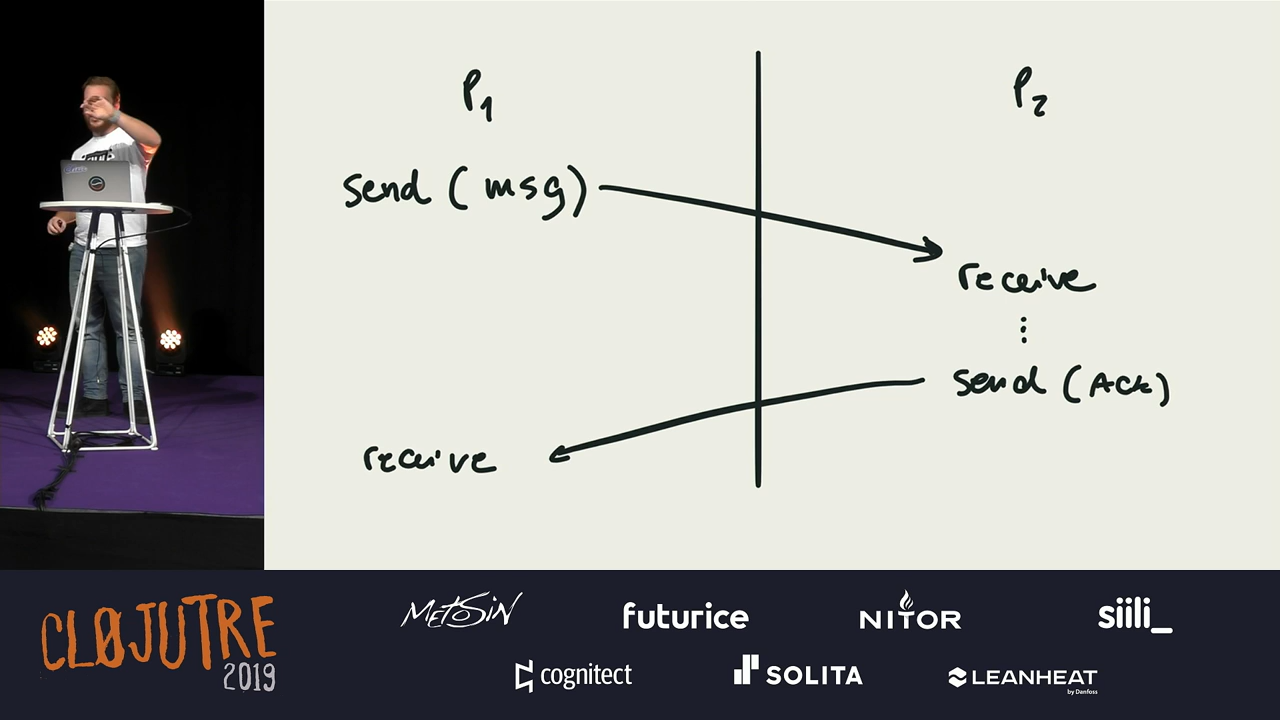 P1
P2
send (msg)
receive
send (Ack)
receive
CLØJUTRE
2019
METOSIN
futurice
NITOR
siili_
cognitect
SOLITA
LEANHEAT
by Danfoss